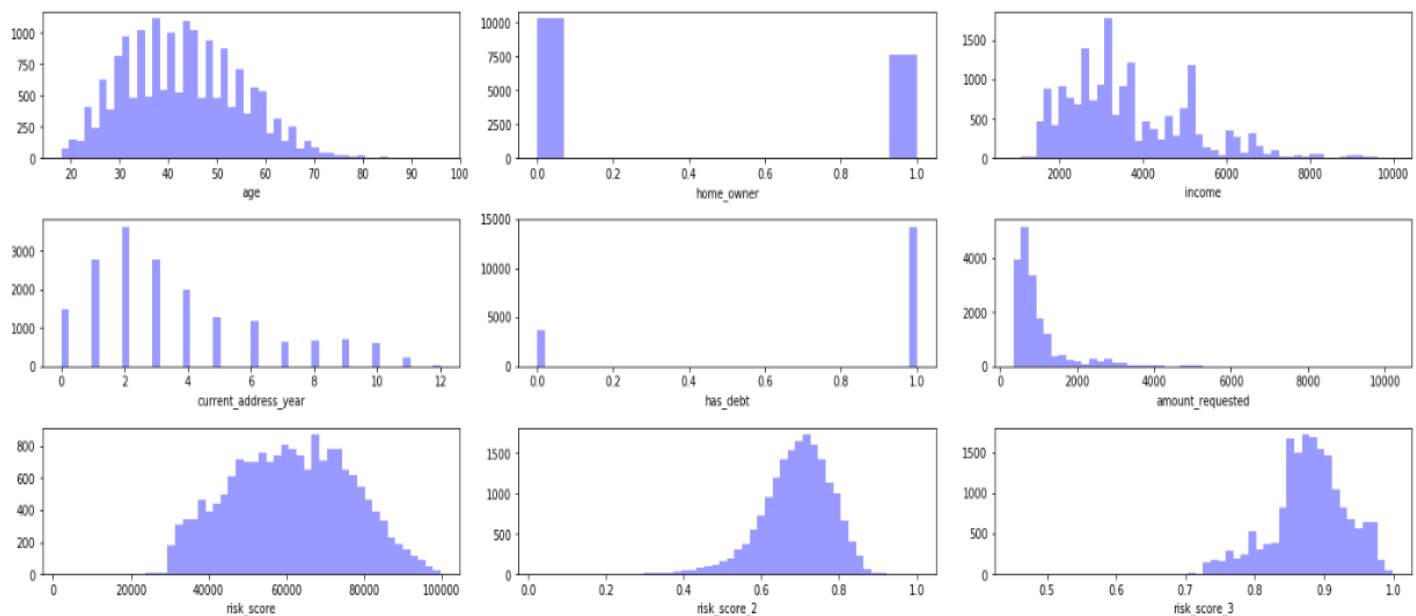 1000
750
500
250
0
20 30 40 50 60 70 80 90 100
age
10000
7500
5000
2500
0
0.0 0.2 0.4 0.6 0.8 1.0
home_owner
1500
1000
500
0
2000 4000 6000 8000 10000
income
3000
2000
1000
0
0 2 4 6 8 10 12
current_address_year
15000
10000
5000
0
0.0 0.2 0.4 0.6 0.8 1.0
has_debt
4000
2000
0
0 2000 4000 6000 8000 10000
amount_requested
800
600
400
200
0
0 20000 40000 60000 80000 100000
risk_score
1500
1000
500
0
0.0 0.2 0.4 0.6 0.8 1.0
risk_score_2
1500
1000
500
0
0.5 0.6 0.7 0.8 0.9 1.0
risk_score_3